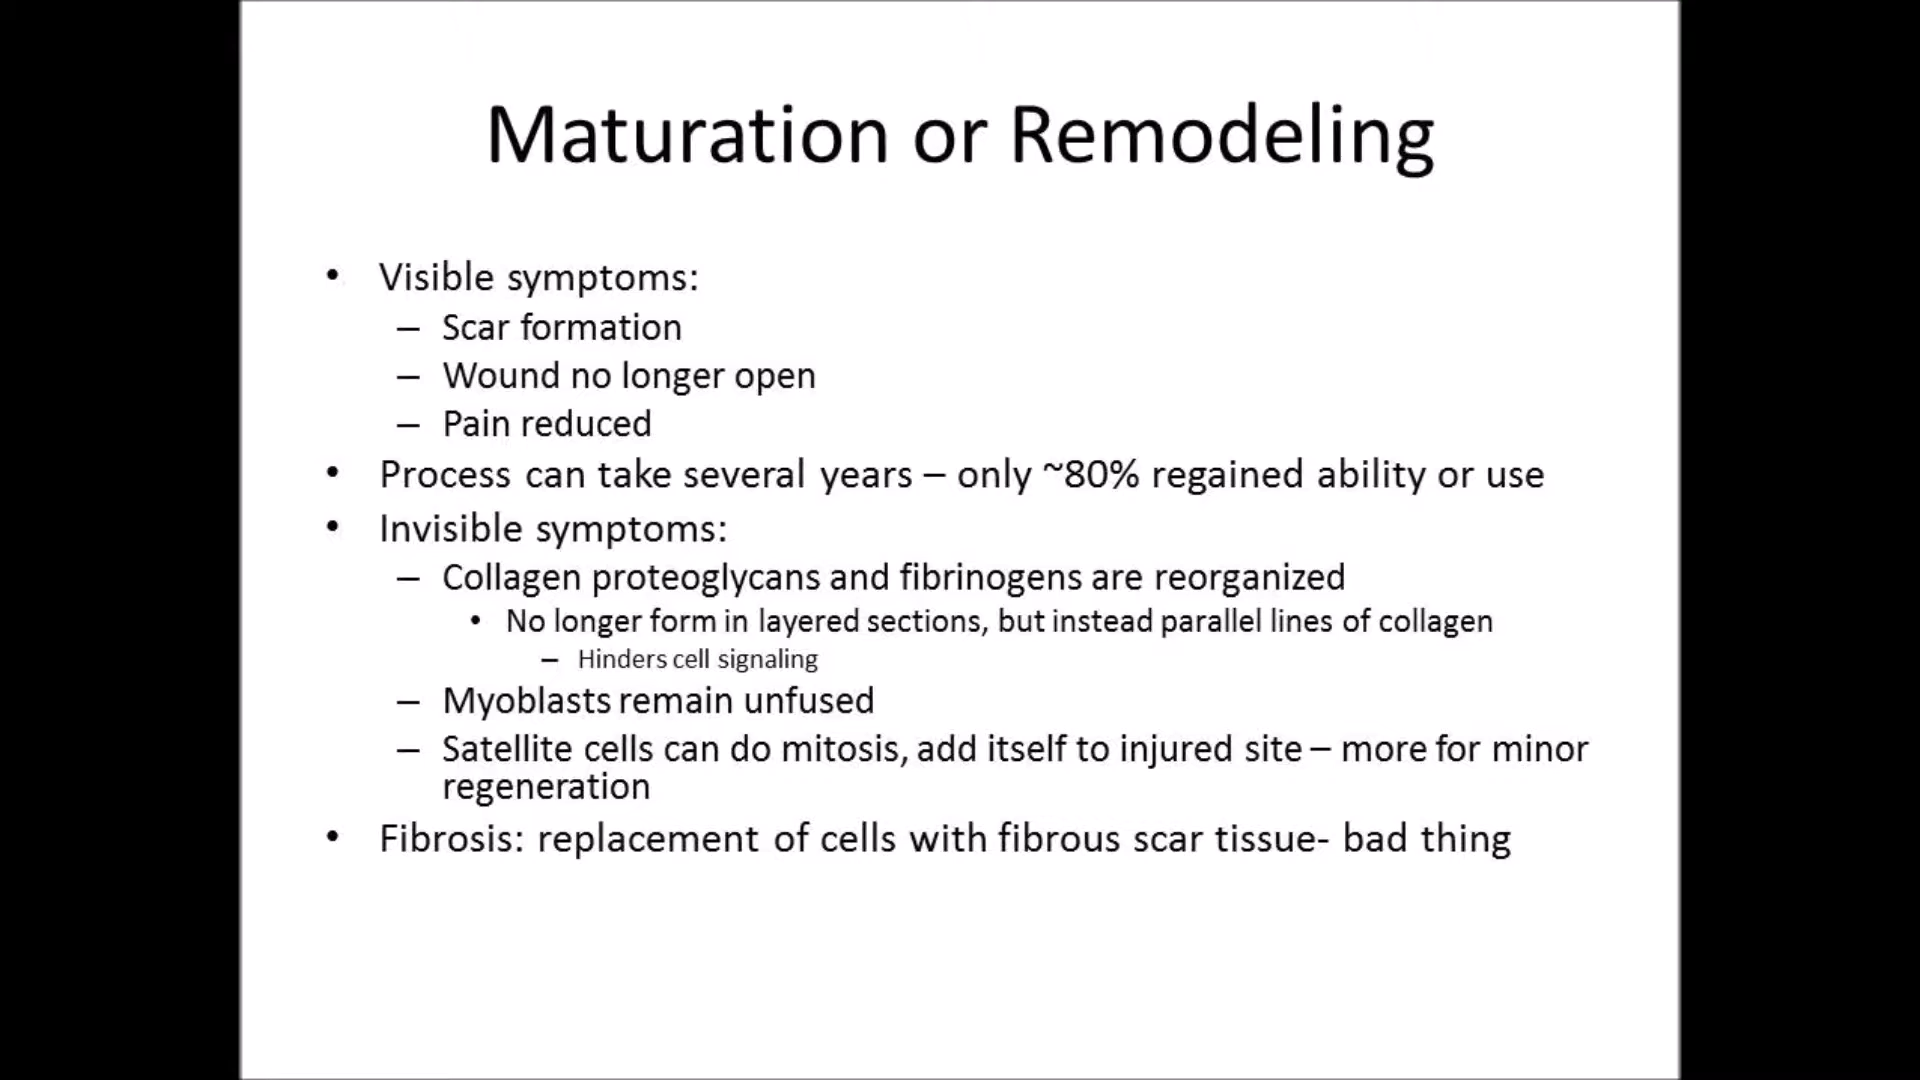 Maturation or Remodeling
• Visible symptoms:
– Scar formation
– Wound no longer open
– Pain reduced
• Process can take several years – only ~80% regained ability or use
• Invisible symptoms:
– Collagen proteoglycans and fibrinogens are reorganized
• No longer form in layered sections, but instead parallel lines of collagen
– Hinders cell signaling
– Myoblasts remain unfused
– Satellite cells can do mitosis, add itself to injured site – more for minor
regeneration
• Fibrosis: replacement of cells with fibrous scar tissue- bad thing